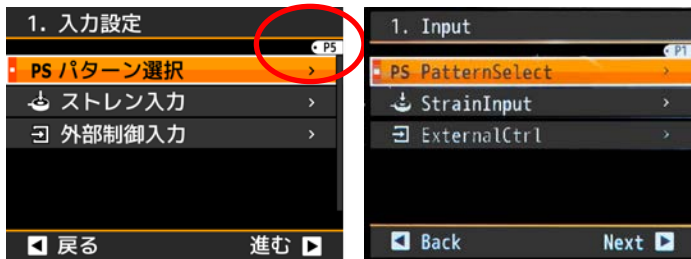 1. 入力設定
P5
PS パターン選択
ストレン入力
外部制御入力
戻る 進む
1. Input
P1
PS PatternSelect
StrainInput
ExternalCtrl
Back Next